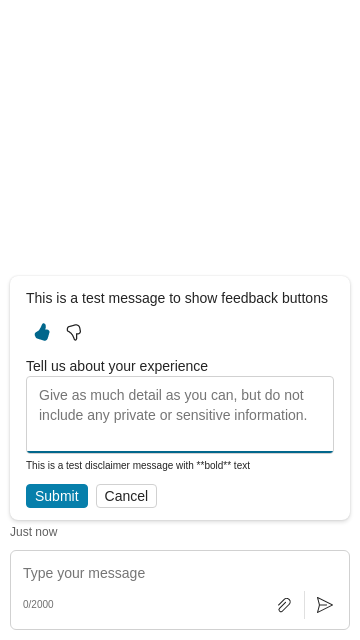 This is a test message to show feedback buttons
Tell us about your experience
Give as much detail as you can, but do not
include any private or sensitive information.
This is a test disclaimer message with **bold** text
Submit Cancel
Just now
Type your message
0/2000